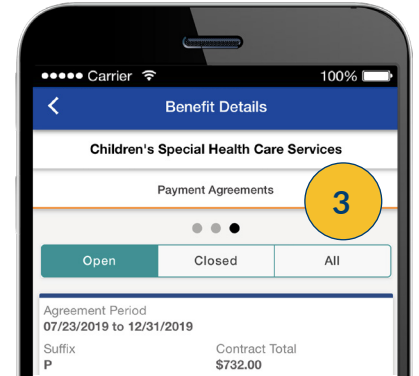 Carrier 100%
Benefit Details
Children's Special Health Care Services
Payment Agreements
3
Open Closed All
Agreement Period
07/23/2019 to 12/31/2019
Suffix Contract Total
P $732.00